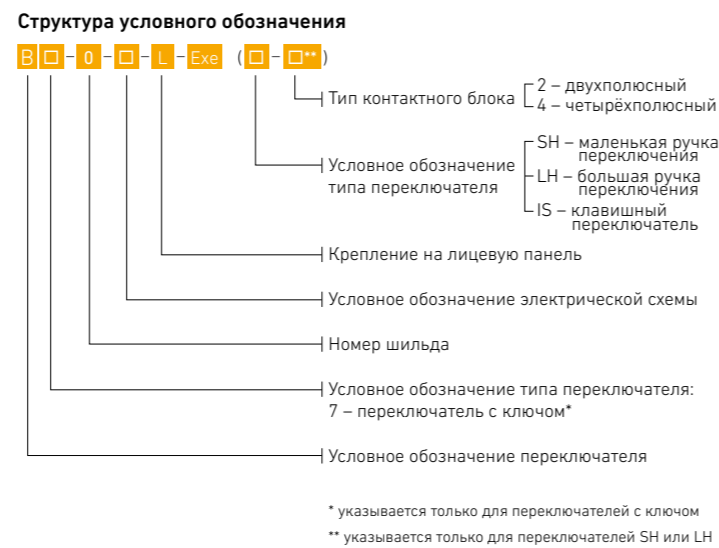 Структура условного обозначения
B□-0-□-L-Exe (□-□**)
Тип контактного блока
2 – двухполюсный
4 – четырёхполюсный
Условное обозначение
типа переключателя
SH – маленькая ручка
переключения
LH – большая ручка
переключения
IS – клавишный
переключатель
Крепление на лицевую панель
Условное обозначение электрической схемы
Номер шильда
Условное обозначение типа переключателя:
7 – переключатель с ключом*
Условное обозначение переключателя
* указывается только для переключателей с ключом
** указывается только для переключателей SH или LH